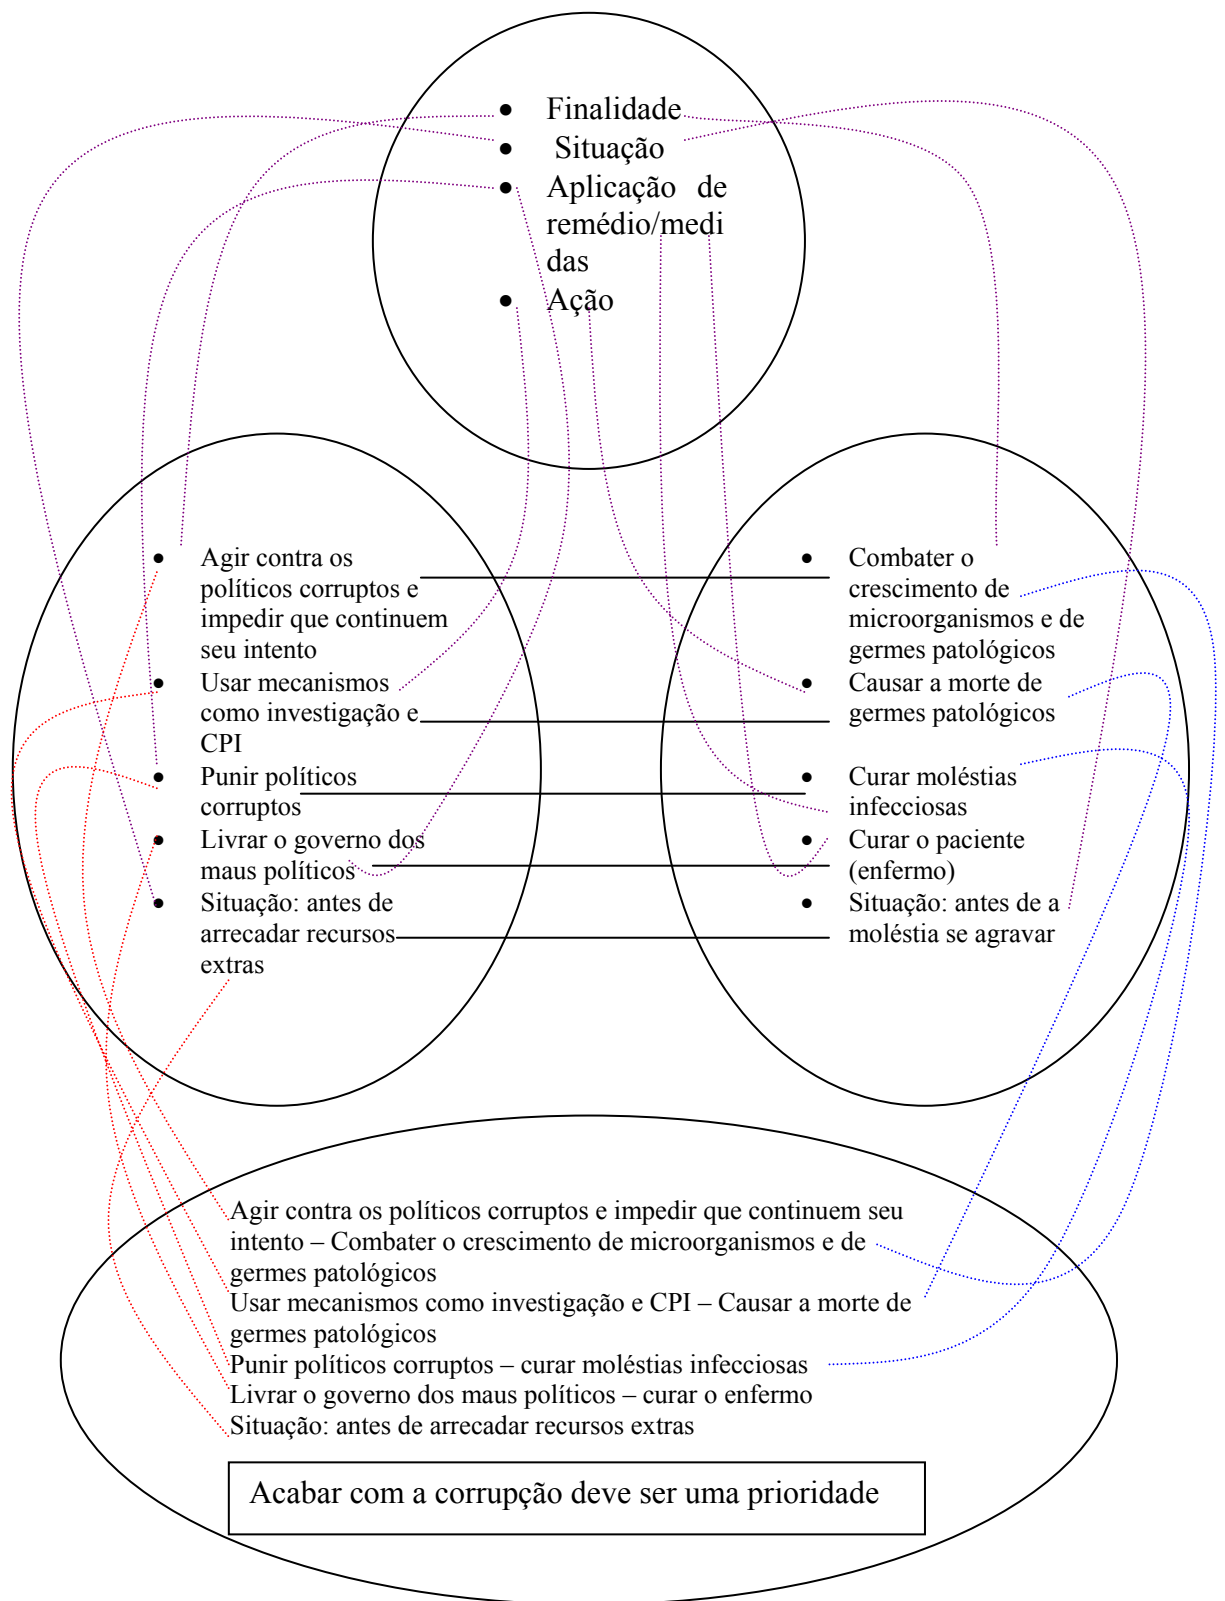 • Finalidade
• Situação
• Aplicação de
remédio/medi
das
• Ação
• Agir contra os
políticos corruptos e
impedir que continuem
seu intento
• Usar mecanismos
como investigação e
CPI
• Punir políticos
corruptos
• Livrar o governo dos
maus políticos
• Situação: antes de
arrecadar recursos
extras
• Combater o
crescimento de
microorganismos e de
germes patológicos
• Causar a morte de
germes patológicos
• Curar moléstias
infecciosas
• Curar o paciente
(enfermo)
• Situação: antes de a
moléstia se agravar
Agir contra os políticos corruptos e impedir que continuem seu
intento – Combater o crescimento de microorganismos e de
germes patológicos
Usar mecanismos como investigação e CPI – Causar a morte de
germes patológicos
Punir políticos corruptos – curar moléstias infecciosas
Livrar o governo dos maus políticos – curar o enfermo
Situação: antes de arrecadar recursos extras
Acabar com a corrupção deve ser uma prioridade